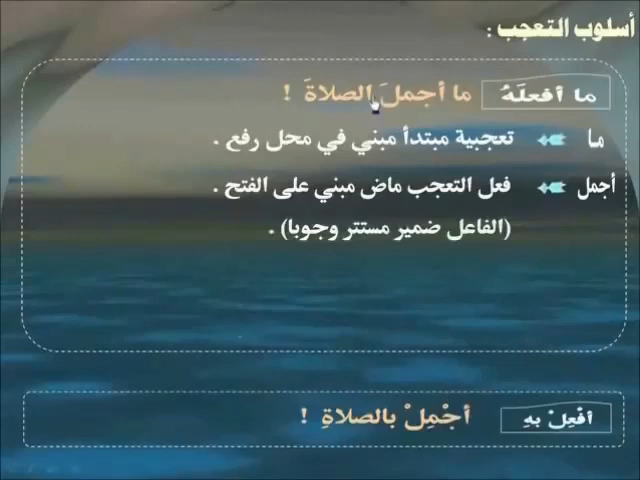 أسلوب التعجب :
ما أفعلَهُ ما أجملَ الصلاةَ !
ما تعجبية مبتدأ مبني في محل رفع .
أجمل فعل التعجب ماض مبني على الفتح .
(الفاعل ضمير مستتر وجوبا) .
أفْعِلْ بهِ أجْمِلْ بالصلاةِ !